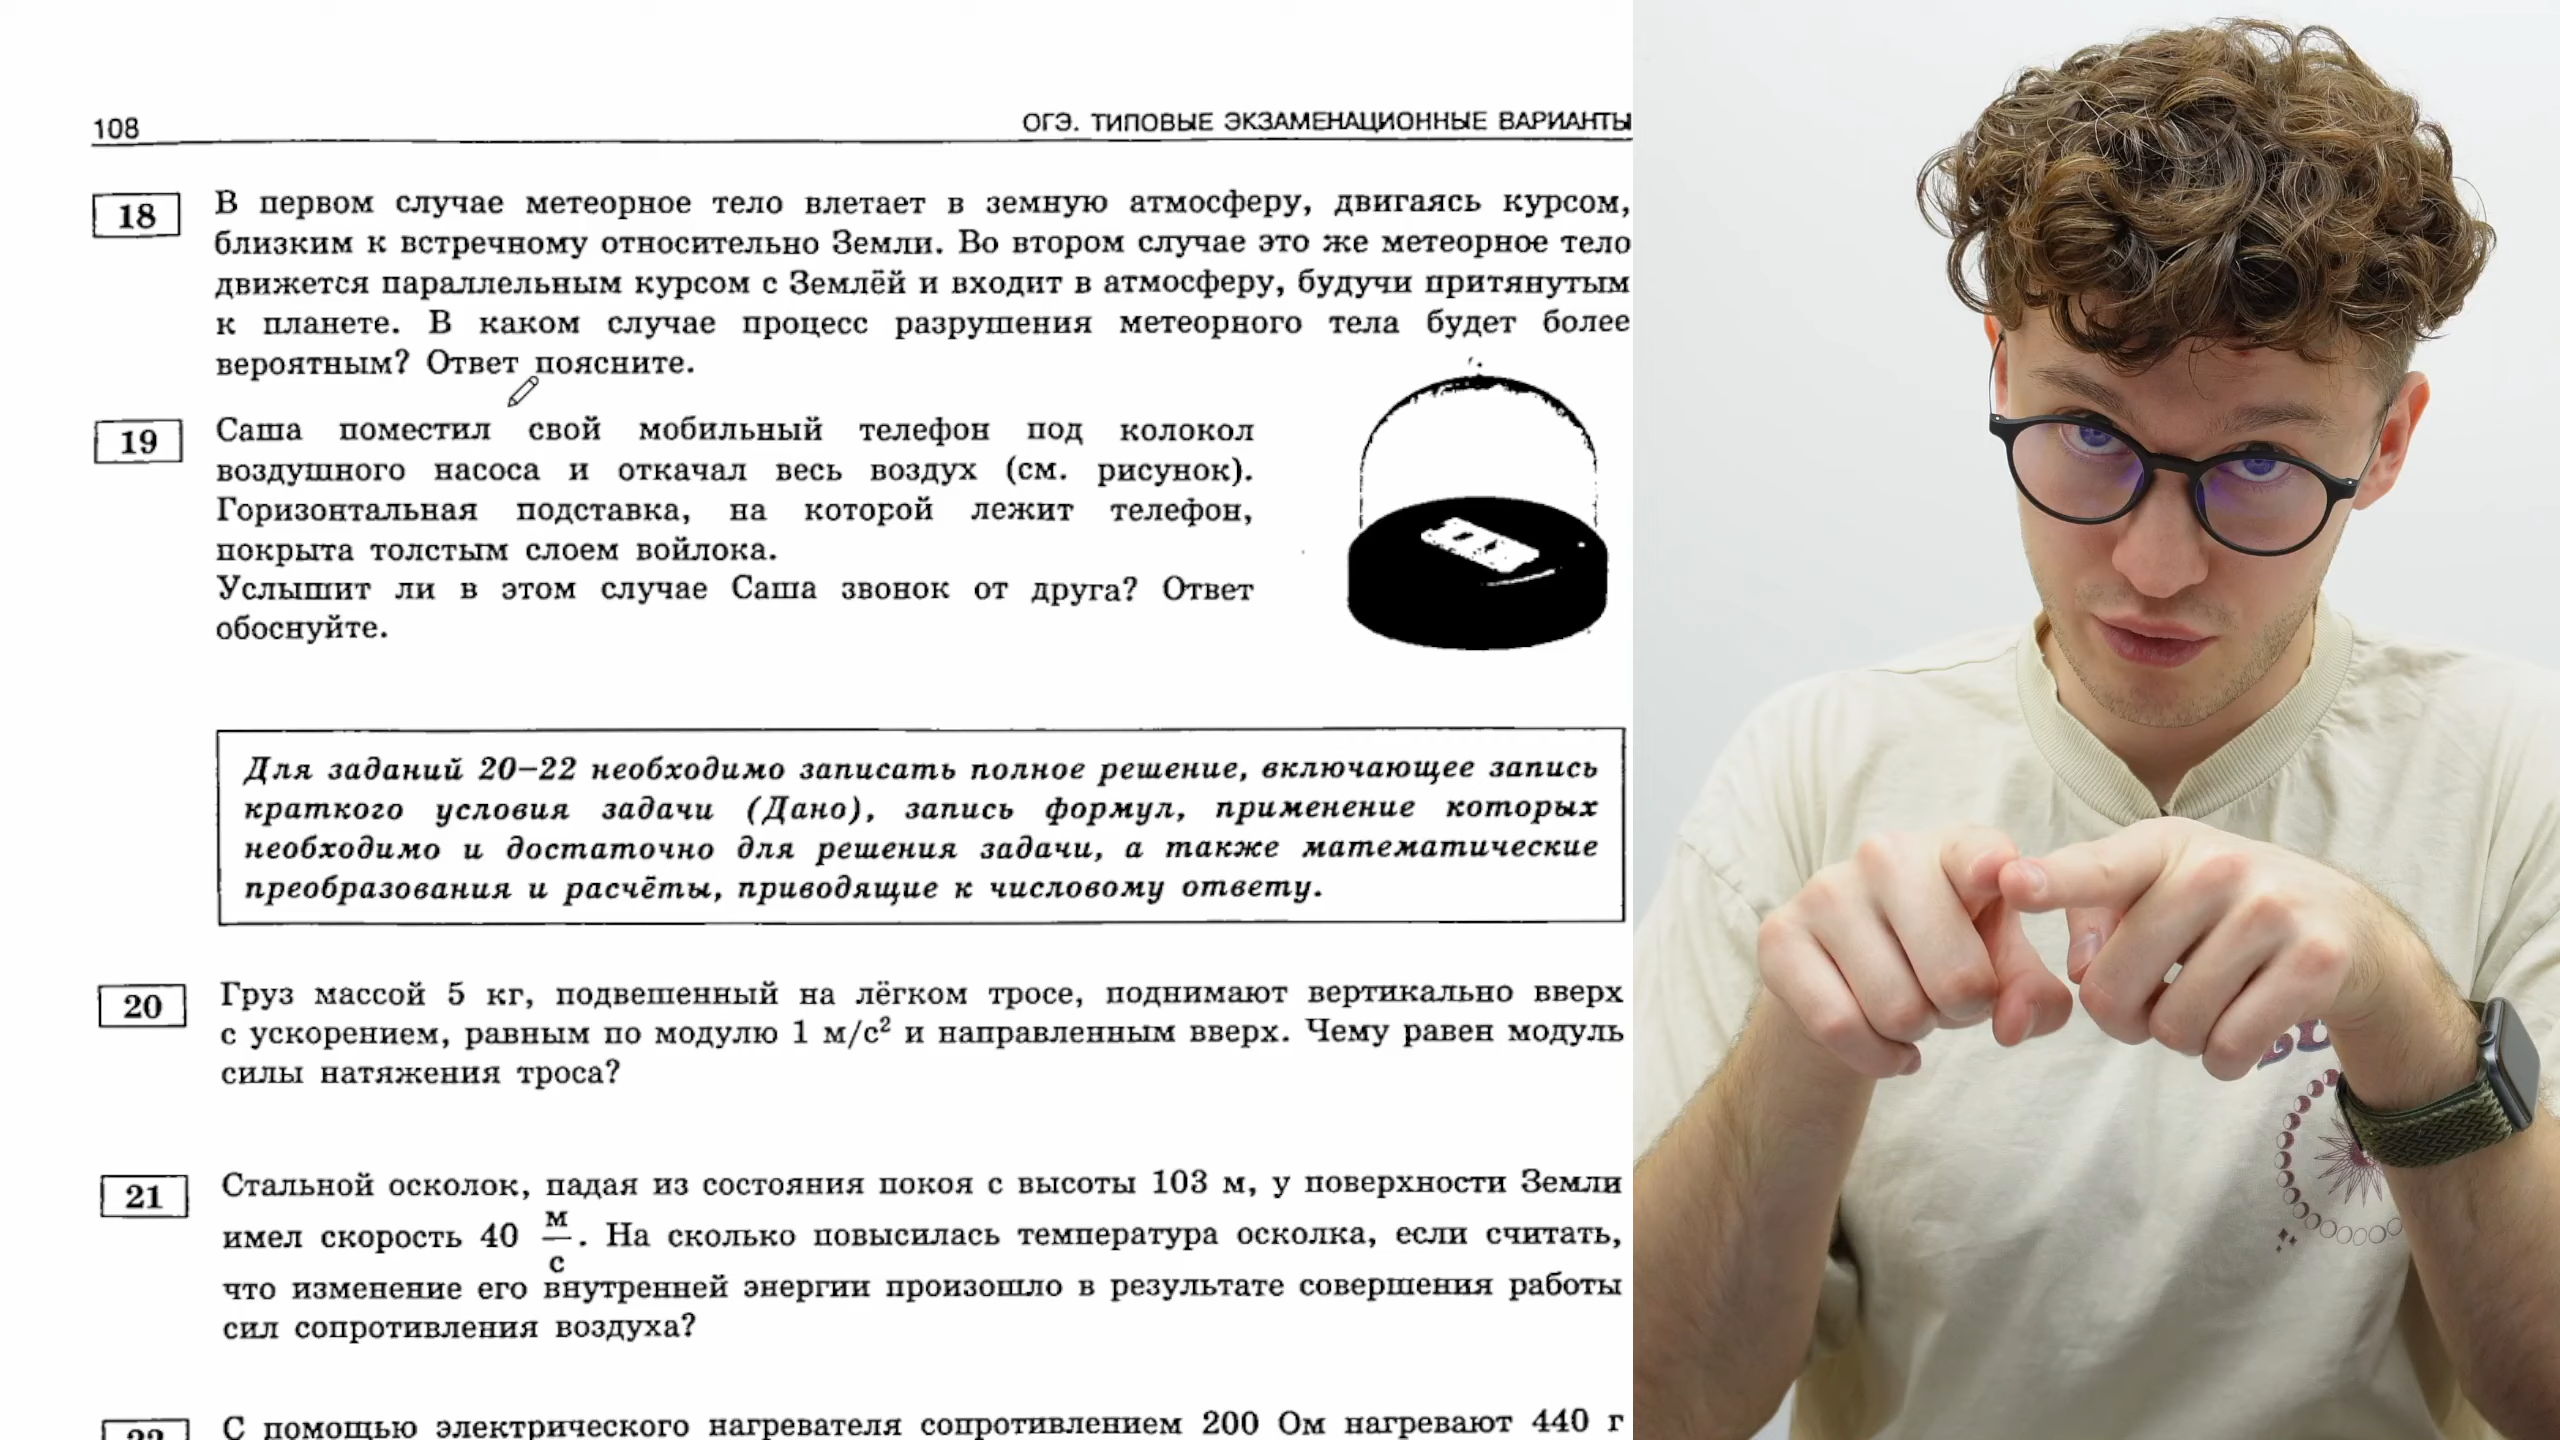 108
ОГЭ. ТИПОВЫЕ ЭКЗАМЕНАЦИОННЫЕ ВАРИАНТЫ
18
В первом случае метеорное тело влетает в земную атмосферу, двигаясь курсом,
близким к встречному относительно Земли. Во втором случае это же метеорное тело
движется параллельным курсом с Землёй и входит в атмосферу, будучи притянутым
к планете. В каком случае процесс разрушения метеорного тела будет более
вероятным? Ответ поясните.
19
Саша поместил свой мобильный телефон под колокол
воздушного насоса и откачал весь воздух (см. рисунок).
Горизонтальная подставка, на которой лежит телефон,
покрыта толстым слоем войлока.
Услышит ли в этом случае Саша звонок от друга? Ответ
обоснуйте.
Для заданий 20–22 необходимо записать полное решение, включающее запись
краткого условия задачи (Дано), запись формул, применение которых
необходимо и достаточно для решения задачи, а также математические
преобразования и расчёты, приводящие к числовому ответу.
20
Груз массой 5 кг, подвешенный на лёгком тросе, поднимают вертикально вверх
с ускорением, равным по модулю 1 м/с² и направленным вверх. Чему равен модуль
силы натяжения троса?
21
Стальной осколок, падая из состояния покоя с высоты 103 м, у поверхности Земли
имел скорость 40 м/с. На сколько повысилась температура осколка, если считать,
что изменение его внутренней энергии произошло в результате совершения работы
сил сопротивления воздуха?
22
С помощью электрического нагревателя сопротивлением 200 Ом нагревают 440 г